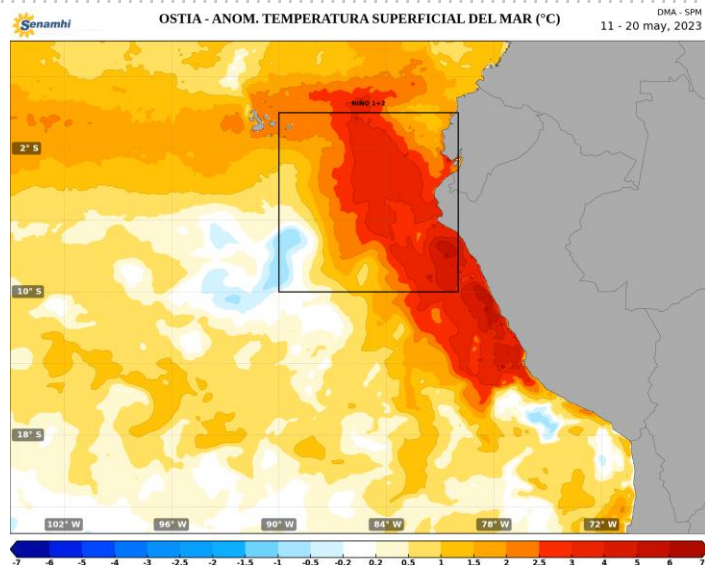 Senamhi
OSTIA - ANOM. TEMPERATURA SUPERFICIAL DEL MAR (°C)
DMA - SPM
11 - 20 may, 2023
NIÑO 1+2
2° S
10° S
18° S
102° W 96° W 90° W 84° W 78° W 72° W
-7 -6 -5 -4 -3 -2.5 -2 -1.5 -1 -0.5 -0.2 0.2 0.5 1 1.5 2 2.5 3 4 5 6 7